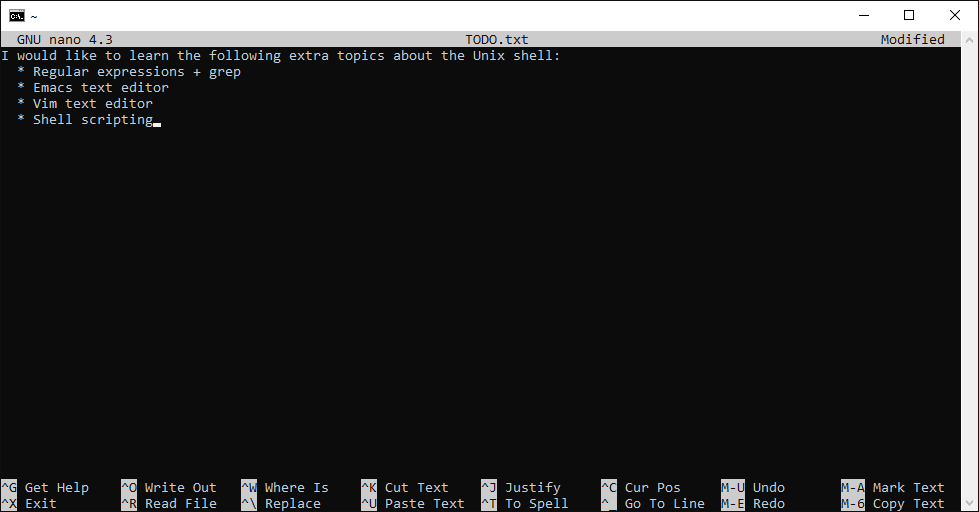 C:\. ~
GNU nano 4.3 TODO.txt Modified
I would like to learn the following extra topics about the Unix shell:
* Regular expressions + grep
* Emacs text editor
* Vim text editor
* Shell scripting
^G Get Help ^O Write Out ^W Where Is ^K Cut Text ^J Justify ^C Cur Pos M-U Undo M-A Mark Text
^X Exit ^R Read File ^\ Replace ^U Paste Text ^T To Spell ^_ Go To Line M-E Redo M-6 Copy Text